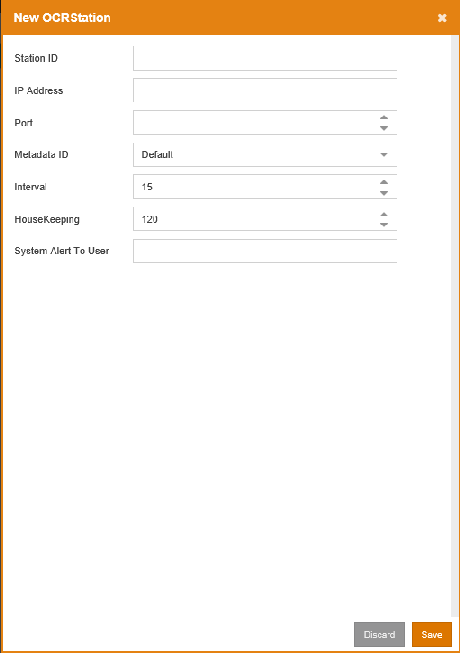 New OCRStation
Station ID
IP Address
Port
Metadata ID Default
Interval 15
HouseKeeping 120
System Alert To User
Discard Save